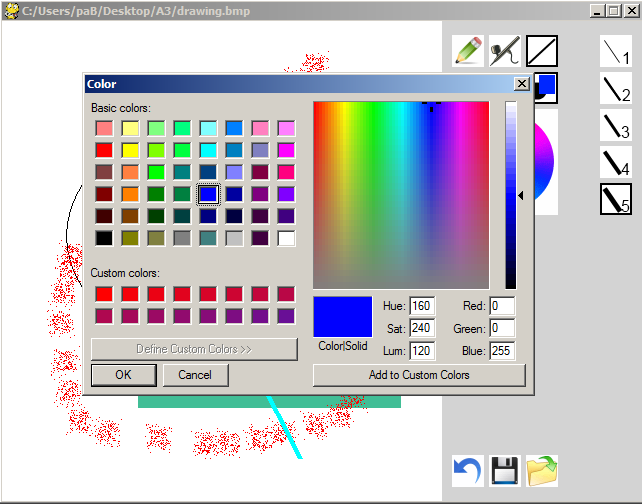 C:/Users/paB/Desktop/A3/drawing.bmp
Color
Basic colors:
Custom colors:
Define Custom Colors >>
OK
Cancel
Color|Solid
Hue: 160
Sat: 240
Lum: 120
Red: 0
Green: 0
Blue: 255
Add to Custom Colors
1
2
3
4
5